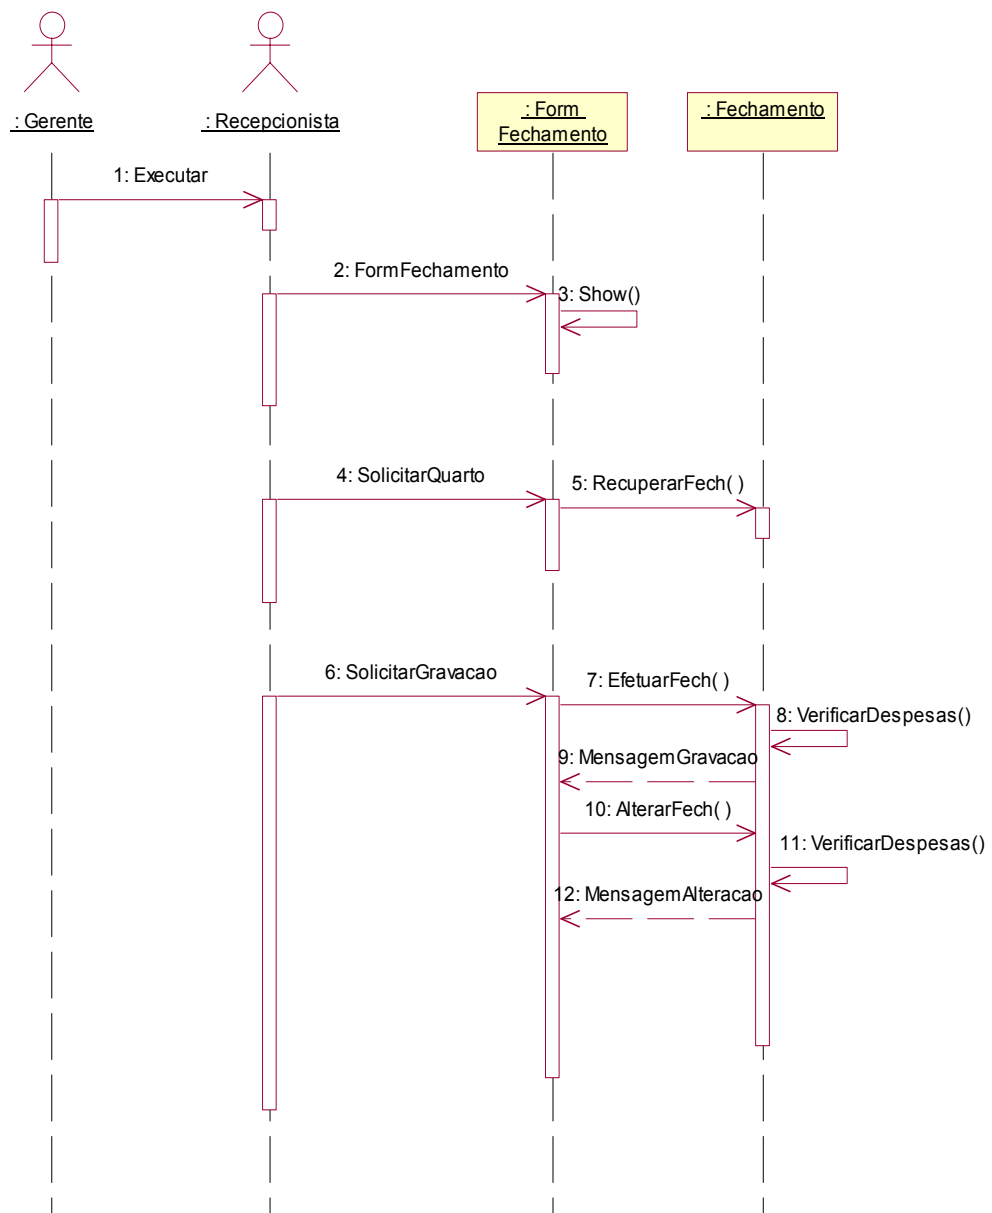 : Gerente
: Recepcionista
: Form
Fechamento
: Fechamento
1: Executar
2: FormFechamento
3: Show()
4: SolicitarQuarto
5: RecuperarFech( )
6: SolicitarGravacao
7: EfetuarFech( )
8: VerificarDespesas()
9: MensagemGravacao
10: AlterarFech( )
11: VerificarDespesas()
12: MensagemAlteracao